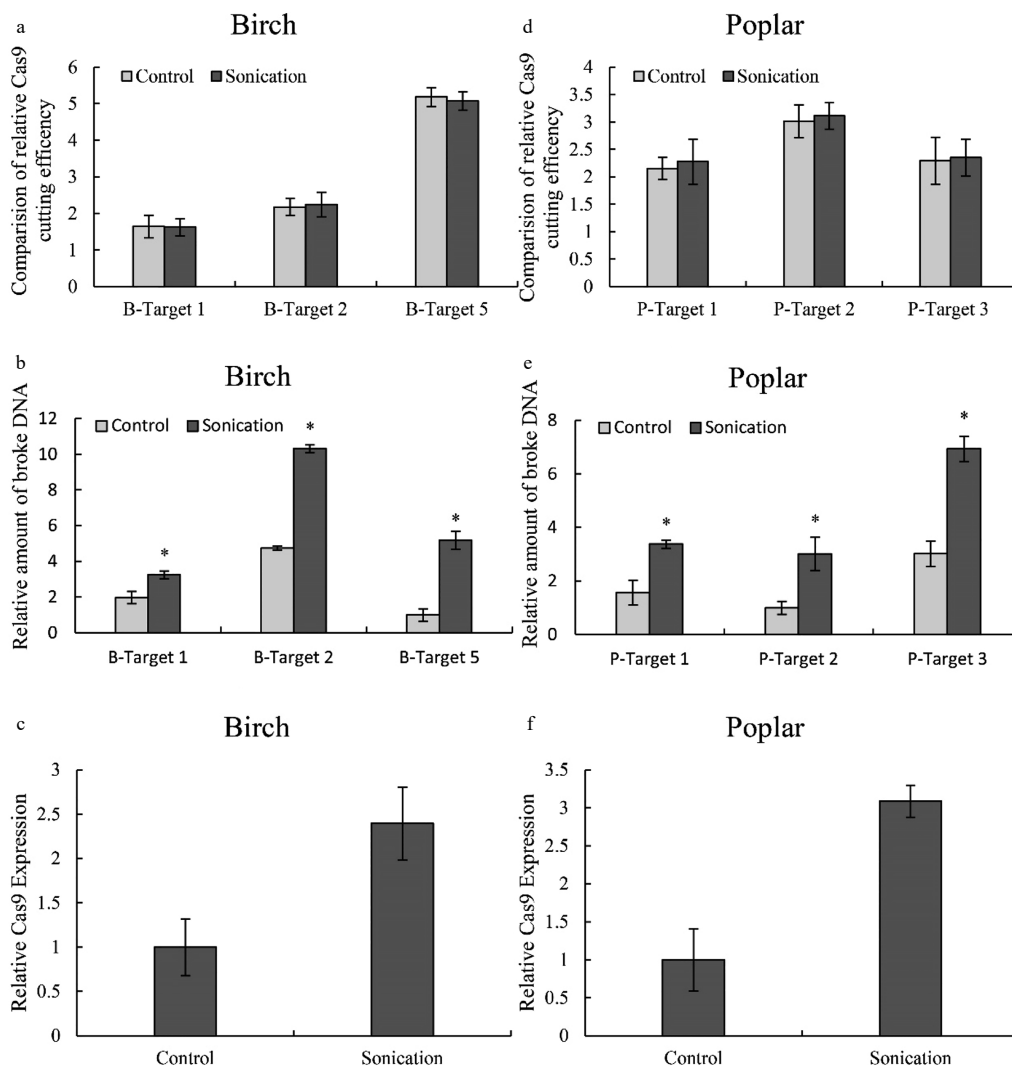 a
Birch
Control Sonication
Comparision of relative Cas9
cutting efficency
6
5
4
3
2
1
0
B-Target 1 B-Target 2 B-Target 5
d
Poplar
Control Sonication
Comparision of relative Cas9
cutting efficency
4
3.5
3
2.5
2
1.5
1
0.5
0
P-Target 1 P-Target 2 P-Target 3
b
Birch
Control Sonication
Relative amount of broke DNA
12
10
8
6
4
2
0
* * *
B-Target 1 B-Target 2 B-Target 5
e
Poplar
Control Sonication
Relative amount of broke DNA
8
6
4
2
0
* * *
P-Target 1 P-Target 2 P-Target 3
c
Birch
Relative Cas9 Expression
3
2.5
2
1.5
1
0.5
0
Control Sonication
f
Poplar
Relative Cas9 Expression
3.5
3
2.5
2
1.5
1
0.5
0
Control Sonication